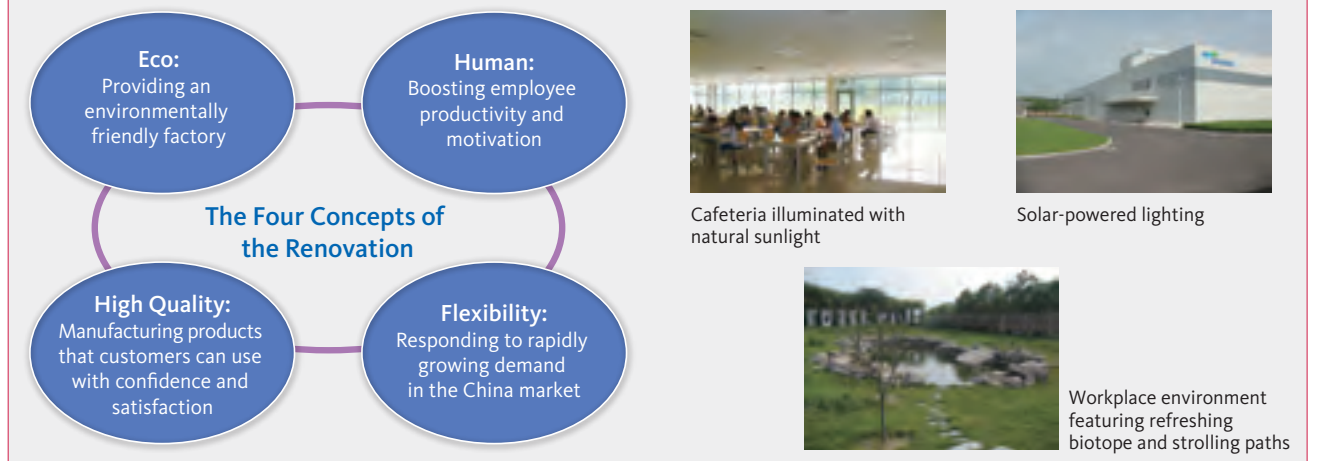 Eco:
Providing an
environmentally
friendly factory
Human:
Boosting employee
productivity and
motivation
The Four Concepts of
the Renovation
High Quality:
Manufacturing products
that customers can use
with confidence and
satisfaction
Flexibility:
Responding to rapidly
growing demand
in the China market
Cafeteria illuminated with
natural sunlight
Solar-powered lighting
Workplace environment
featuring refreshing
biotope and strolling paths